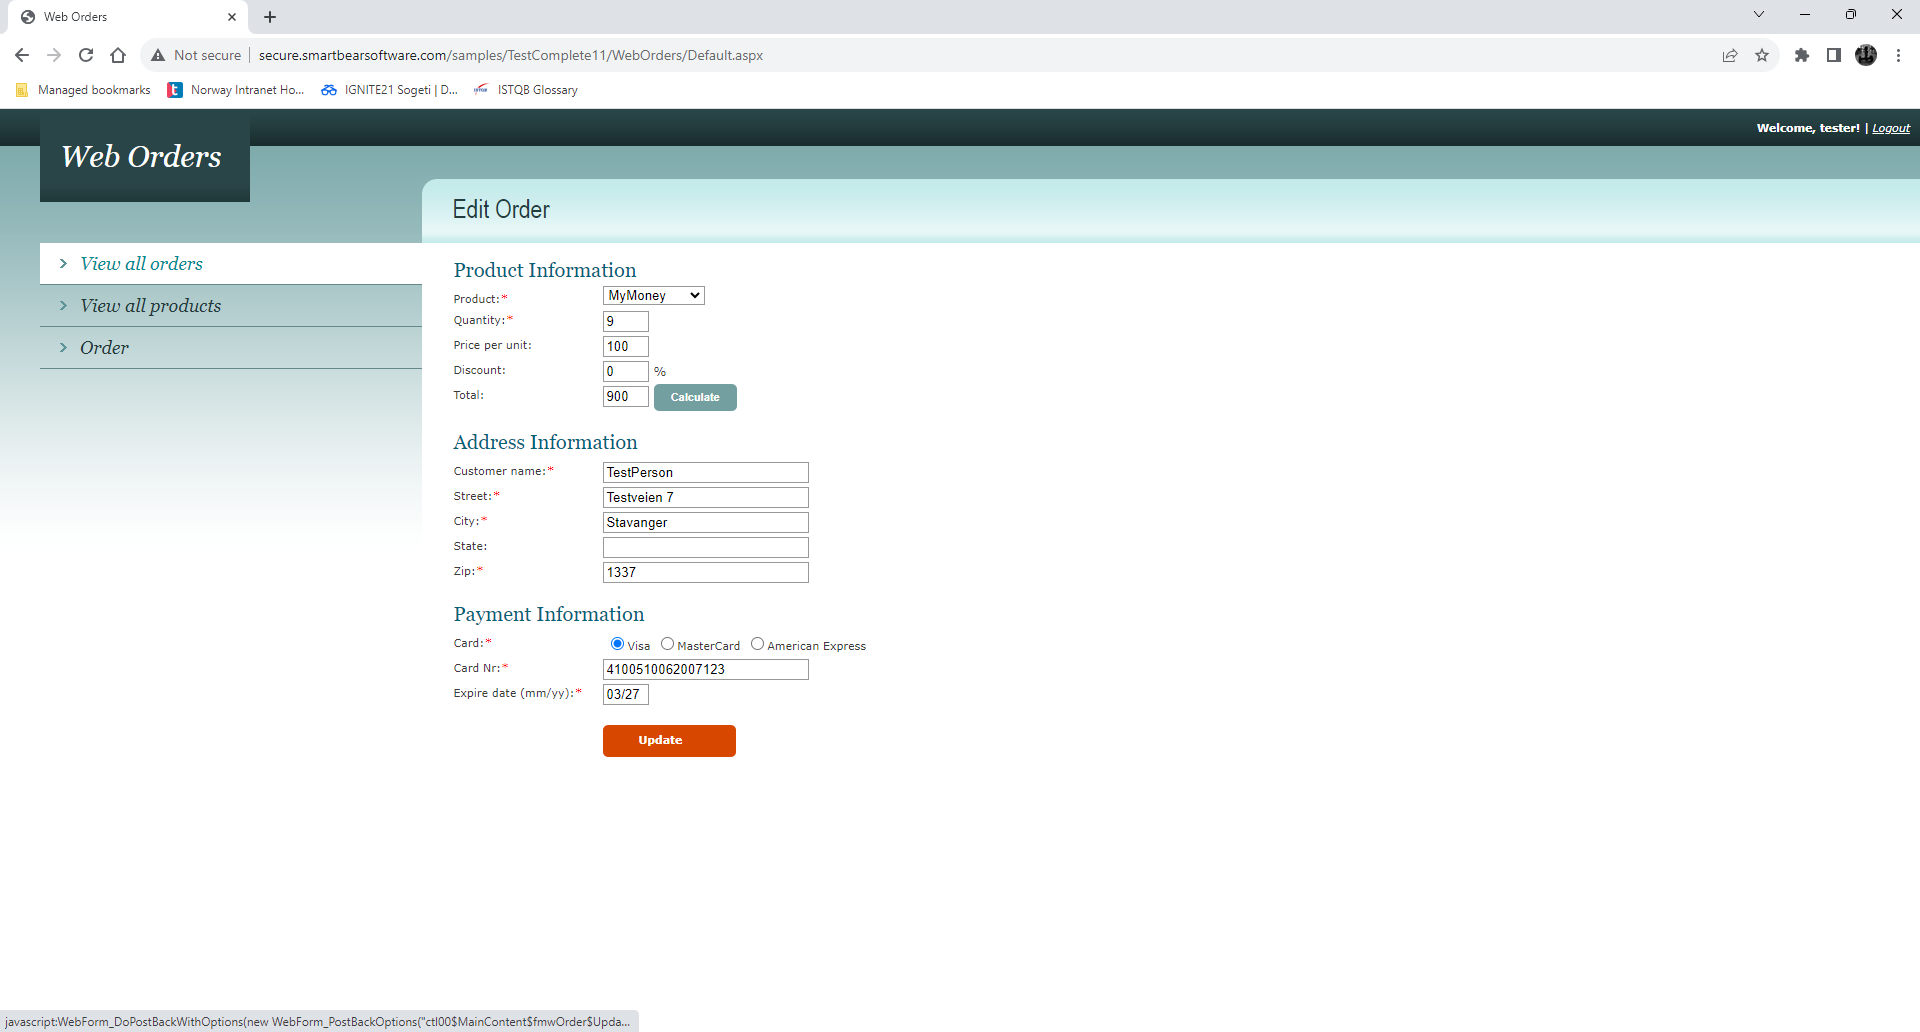 Web Orders
Not secure secure.smartbearsoftware.com/samples/TestComplete11/WebOrders/Default.aspx
Managed bookmarks Norway Intranet Ho... IGNITE21 Sogeti | D... ISTQB Glossary
Welcome, tester! | Logout
Web Orders
Edit Order
View all orders
View all products
Order
Product Information
Product:* MyMoney
Quantity:* 9
Price per unit: 100
Discount: 0 %
Total: 900 Calculate
Address Information
Customer name:* TestPerson
Street:* Testveien 7
City:* Stavanger
State:
Zip:* 1337
Payment Information
Card:* Visa MasterCard American Express
Card Nr:* 4100510062007123
Expire date (mm/yy):* 03/27
Update
javascript:WebForm_DoPostBackWithOptions(new WebForm_PostBackOptions("ctl00$MainContent$fmwOrder$Upda...